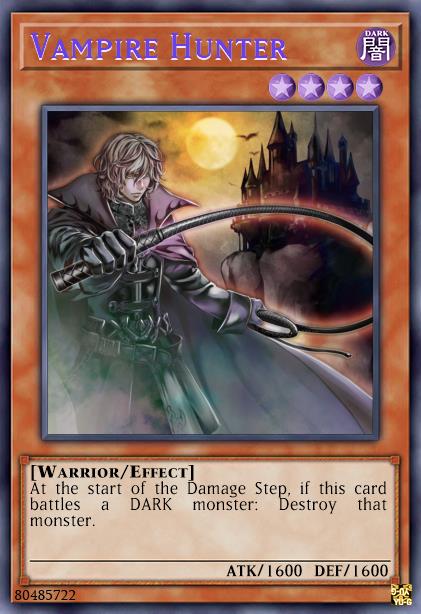 VAMPIRE HUNTER
DARK
闇
[WARRIOR/EFFECT]
At the start of the Damage Step, if this card
battles a DARK monster: Destroy that
monster.
ATK/1600 DEF/1600
80485722